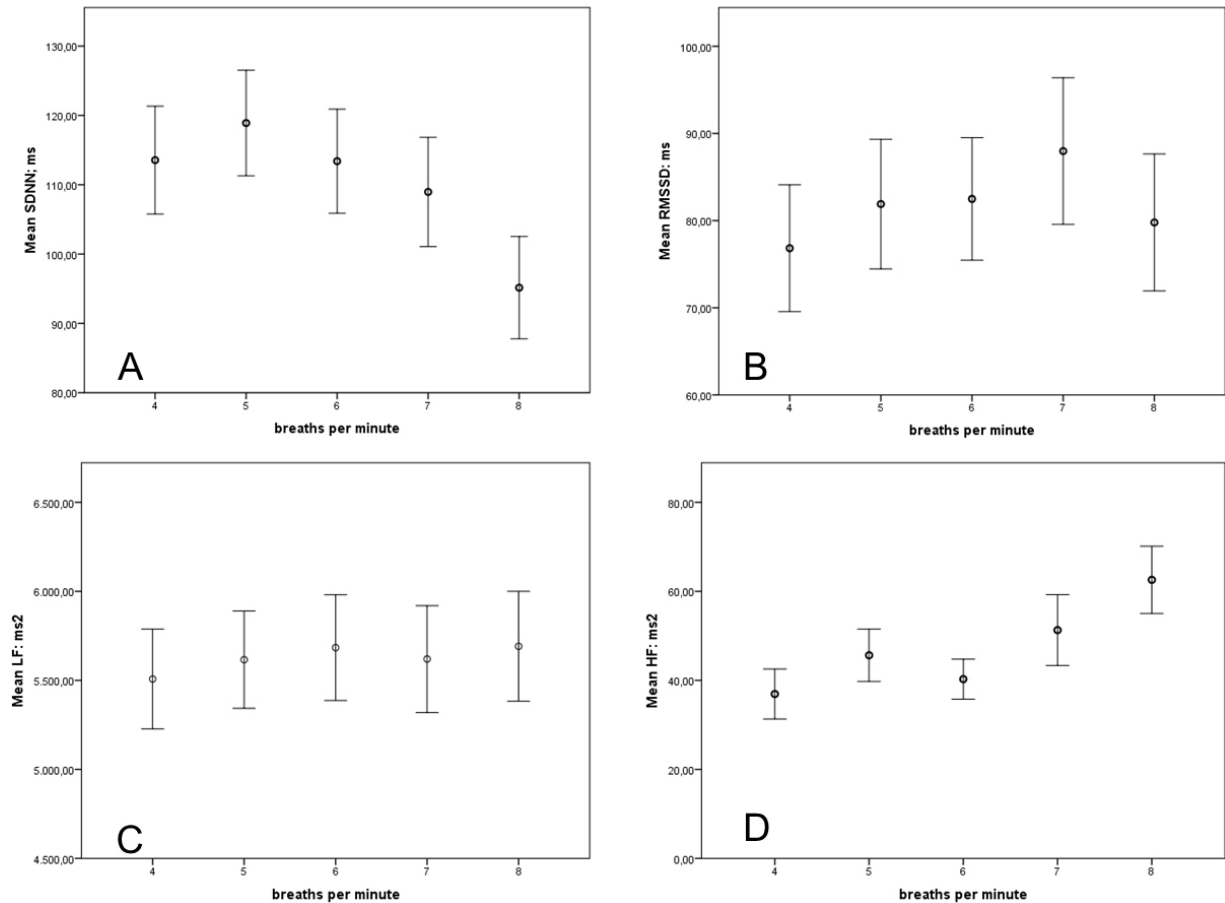 130,00
120,00
110,00
100,00
90,00
80,00
Mean SDNN; ms
A
4 5 6 7 8
breaths per minute
100,00
90,00
80,00
70,00
60,00
Mean RMSSD: ms
B
4 5 6 7 8
breaths per minute
6.500,00
6.000,00
5.500,00
5.000,00
4.500,00
Mean LF: ms2
C
4 5 6 7 8
breaths per minute
80,00
60,00
40,00
20,00
0,00
Mean HF: ms2
D
4 5 6 7 8
breaths per minute